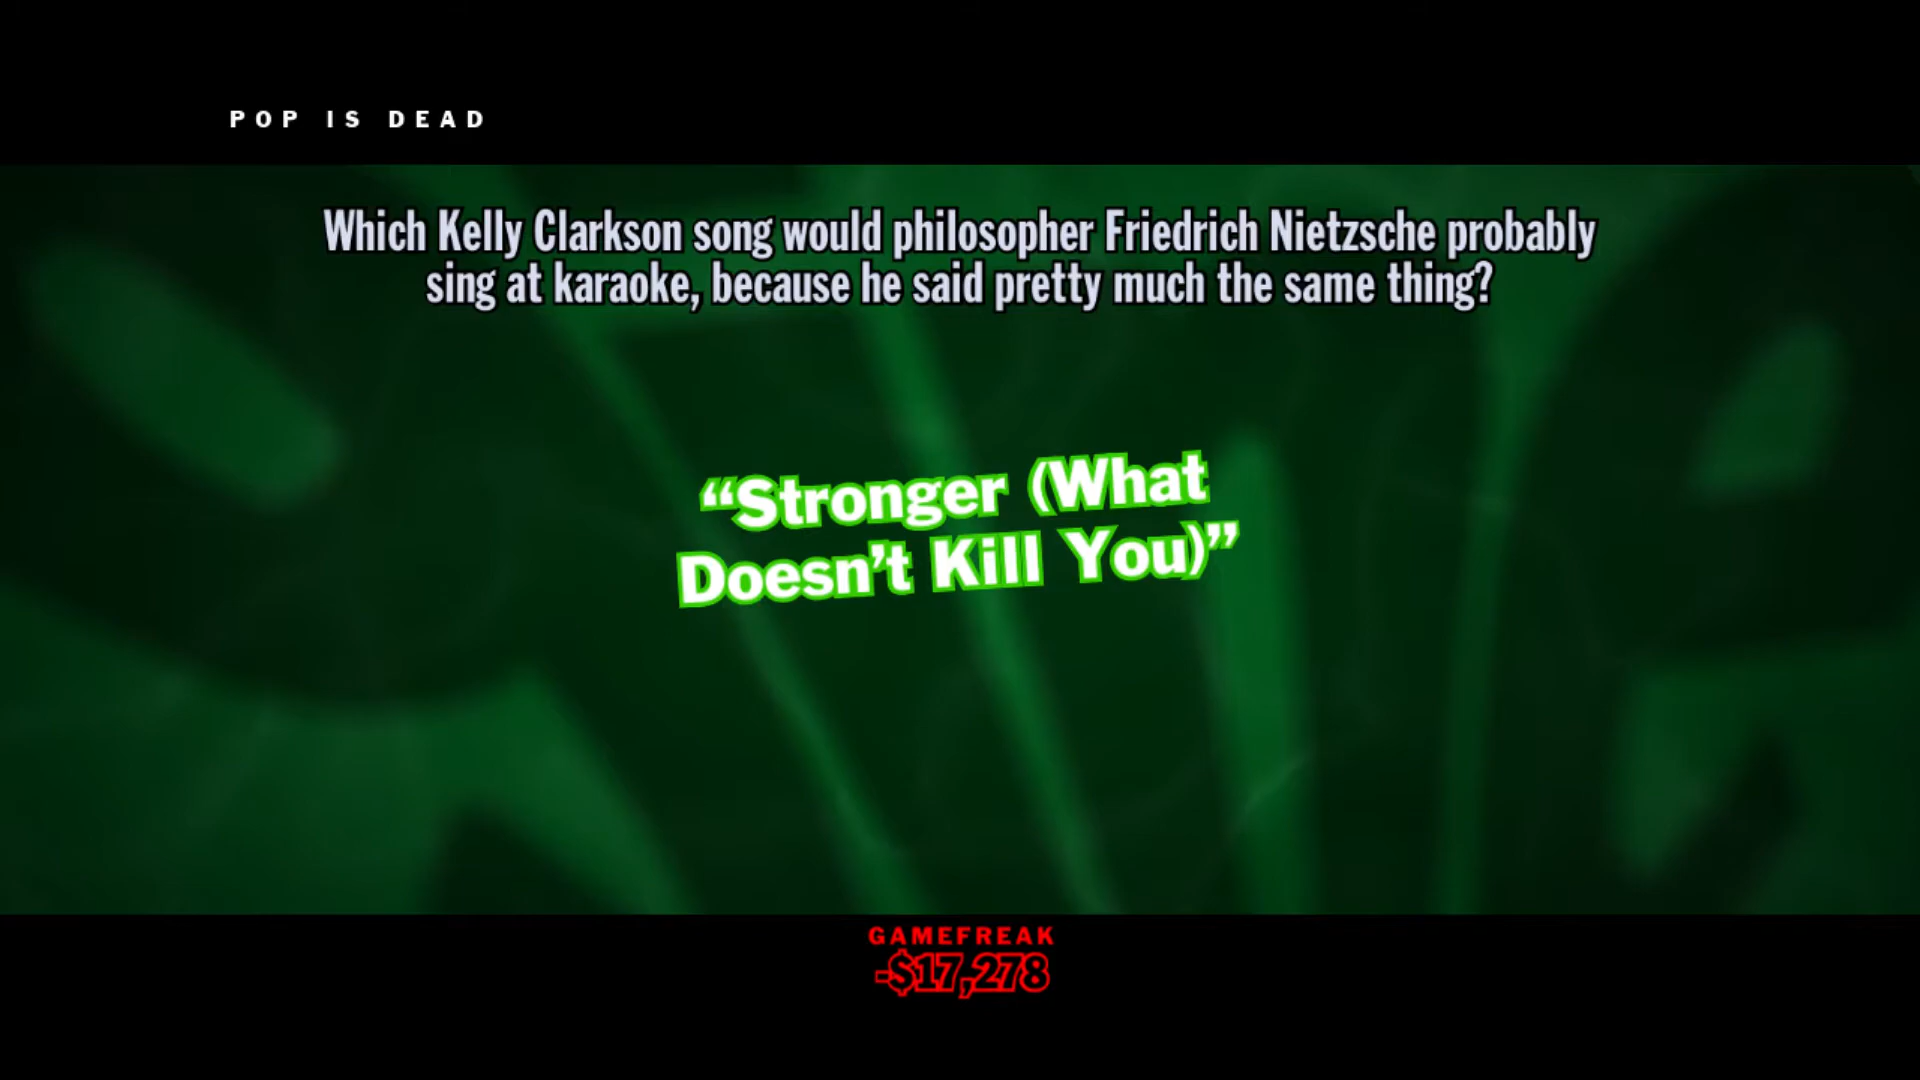 POP IS DEAD
Which Kelly Clarkson song would philosopher Friedrich Nietzsche probably
sing at karaoke, because he said pretty much the same thing?
“Stronger (What
Doesn’t Kill You)”
GAMEFREAK
-$17,278